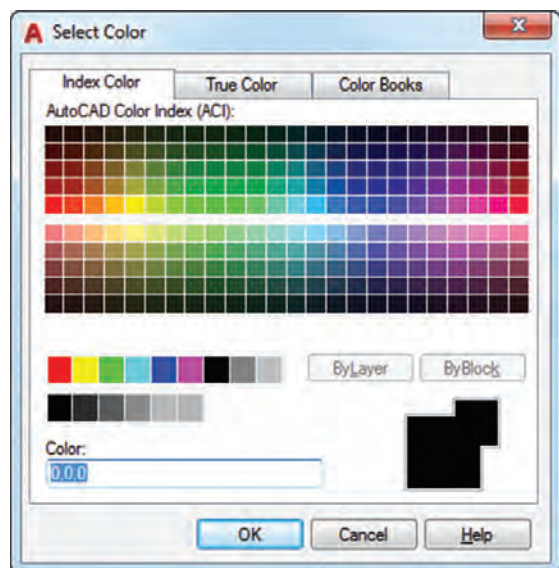 Select Color
Index Color True Color Color Books
AutoCAD Color Index (ACI):
ByLayer ByBlock
Color:
0,0,0
OK Cancel Help